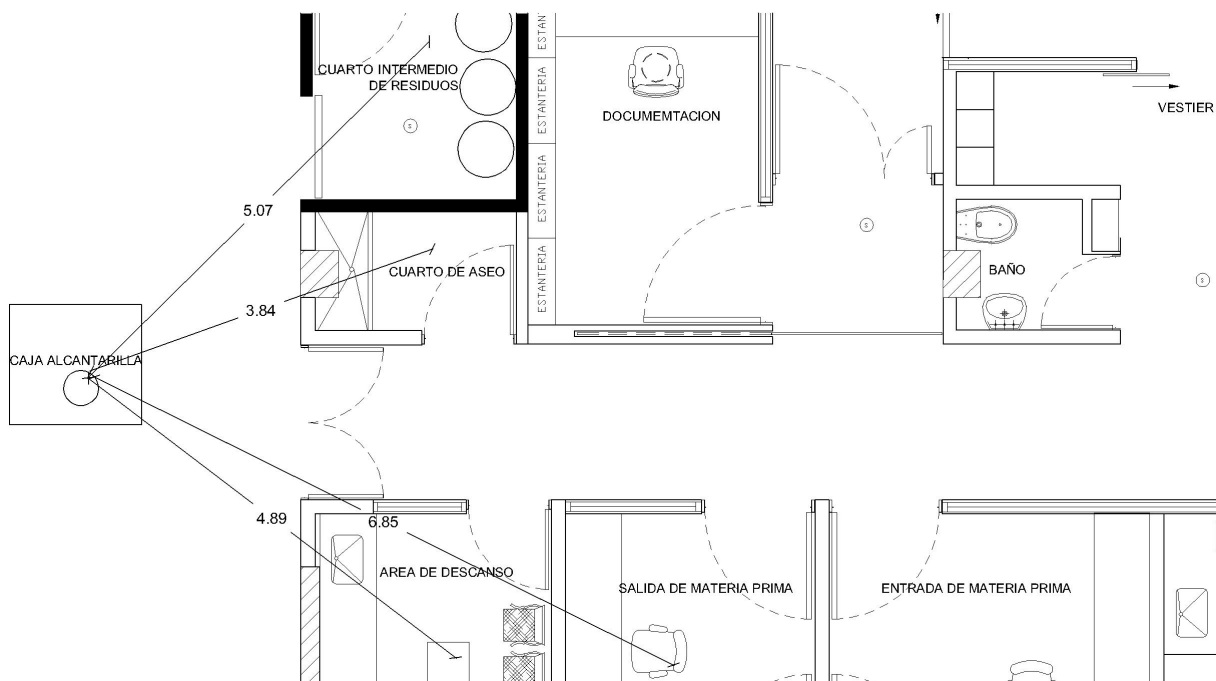 ESTANTERIA
CUARTO INTERMEDIO
DE RESIDUOS
ESTANTERIA
DOCUMEMTACION
VESTIER
S
ESTANTERIA
5.07
S
CUARTO DE ASEO
ESTANTERIA
BAÑO
S
3.84
CAJA ALCANTARILLA
4.89
6.85
AREA DE DESCANSO
SALIDA DE MATERIA PRIMA
ENTRADA DE MATERIA PRIMA